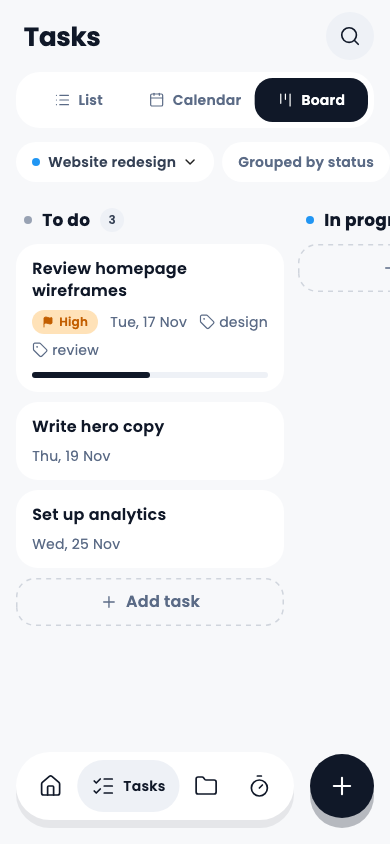 Tasks
List
Calendar
Board
Website redesign
Grouped by status
To do
3
In progr
Review homepage
wireframes
High
Tue, 17 Nov
design
review
Write hero copy
Thu, 19 Nov
Set up analytics
Wed, 25 Nov
Add task
Tasks